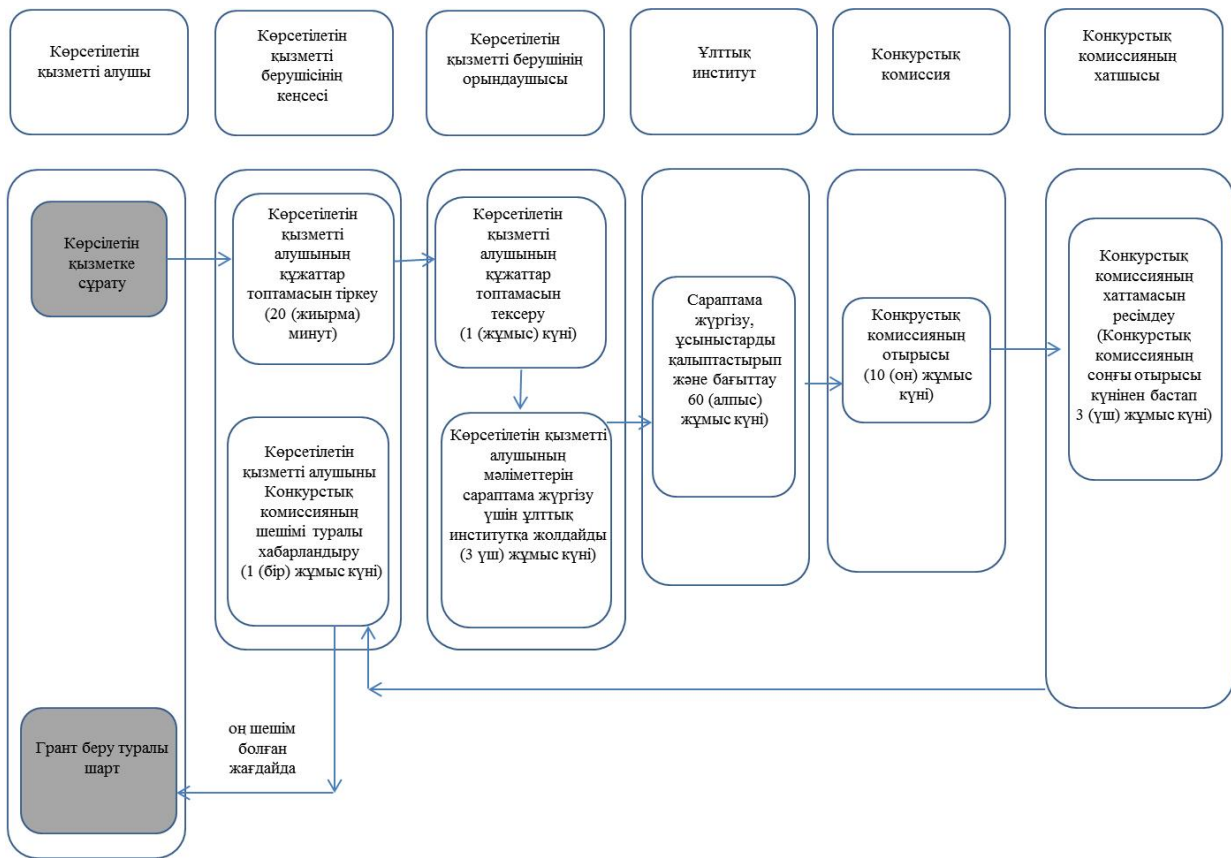 Көрсетілетін
қызметті алушы
Көрсетілетін
қызметті
берушісінің
кеңсесі
Көрсетілетін
қызметті берушінің
орындаушысы
Ұлттық
институт
Конкурстық
комиссия
Конкурстық
комиссияның
хатшысы
Көрсілетін
қызметке
сұрату
Көрсетілетін
қызметті
алушының
құжаттар
топтамасын тіркеу
(20 (жиырма)
минут)
Көрсетілетін
қызметті
алушының
құжаттар
топтамасын
тексеру
(1 (жұмыс) күні)
Сараптама
жүргізу,
ұсыныстарды
қалыптастырып
және бағыттау
60 (алпыс)
жұмыс күні)
Конкрустық
комиссияның
отырысы
(10 (он) жұмыс
күні)
Конкурстық
комиссияның
хаттамасын
ресімдеу
(Конкурстық
комиссияның
соңғы отырысы
күнінен бастап
3 (үш) жұмыс күні)
Көрсетілетін
қызметті алушыны
Конкурстық
комиссияның
шешімі туралы
хабарландыру
(1 (бір) жұмыс күні)
Көрсетілетін қызметті
алушының
мәліметтерін
сараптама жүргізу
үшін ұлттық
институтқа жолдайды
(3 үш) жұмыс күні)
Грант беру туралы
шарт
оң шешім
болған
жағдайда